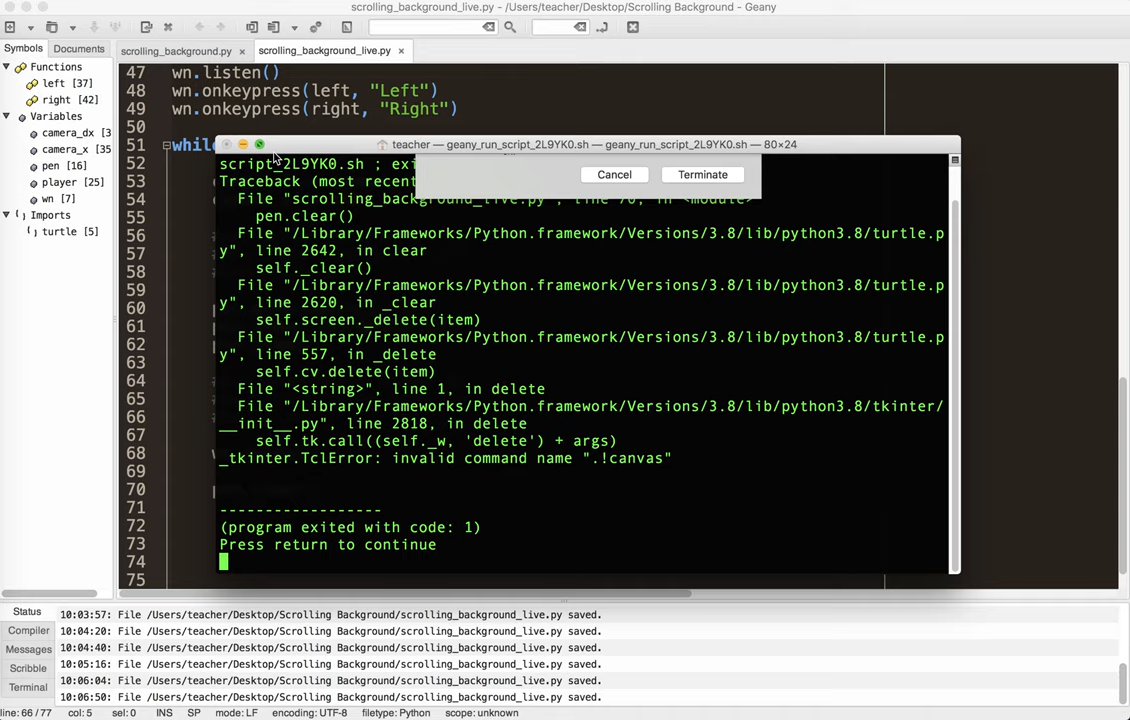 scrolling_background_live.py - /Users/teacher/Desktop/Scrolling Background - Geany
Symbols
Documents
scrolling_background.py ×
scrolling_background_live.py ×
Functions
left [37]
right [42]
Variables
camera_dx [3
camera_x [35
pen [16]
player [25]
wn [7]
Imports
turtle [5]
47 wn.listen()
48 wn.onkeypress(left, "Left")
49 wn.onkeypress(right, "Right")
50
51 whil
52
53
54
55
56
57
58
59
60
61
62
63
64
65
66
67
68
69
70
71
72
73
74
75
teacher — geany_run_script_2L9YK0.sh — geany_run_script_2L9YK0.sh — 80×24
script_2L9YK0.sh ; exi
Traceback (most recent
File "scrolling_background_live.py", line 70, in <module>
pen.clear()
File "/Library/Frameworks/Python.framework/Versions/3.8/lib/python3.8/turtle.p
y", line 2642, in clear
self._clear()
File "/Library/Frameworks/Python.framework/Versions/3.8/lib/python3.8/turtle.p
y", line 2620, in _clear
self.screen._delete(item)
File "/Library/Frameworks/Python.framework/Versions/3.8/lib/python3.8/turtle.p
y", line 557, in _delete
self.cv.delete(item)
File "<string>", line 1, in delete
File "/Library/Frameworks/Python.framework/Versions/3.8/lib/python3.8/tkinter/
__init__.py", line 2818, in delete
self.tk.call((self._w, 'delete') + args)
_tkinter.TclError: invalid command name ".!canvas"
------------------
(program exited with code: 1)
Press return to continue
Cancel
Terminate
Status
Compiler
Messages
Scribble
Terminal
10:03:57: File /Users/teacher/Desktop/Scrolling Background/scrolling_background_live.py saved.
10:04:20: File /Users/teacher/Desktop/Scrolling Background/scrolling_background_live.py saved.
10:04:40: File /Users/teacher/Desktop/Scrolling Background/scrolling_background_live.py saved.
10:05:16: File /Users/teacher/Desktop/Scrolling Background/scrolling_background_live.py saved.
10:06:04: File /Users/teacher/Desktop/Scrolling Background/scrolling_background_live.py saved.
10:06:50: File /Users/teacher/Desktop/Scrolling Background/scrolling_background_live.py saved.
line: 66 / 77 col: 5 sel: 0 INS SP mode: LF encoding: UTF-8 filetype: Python scope: unknown